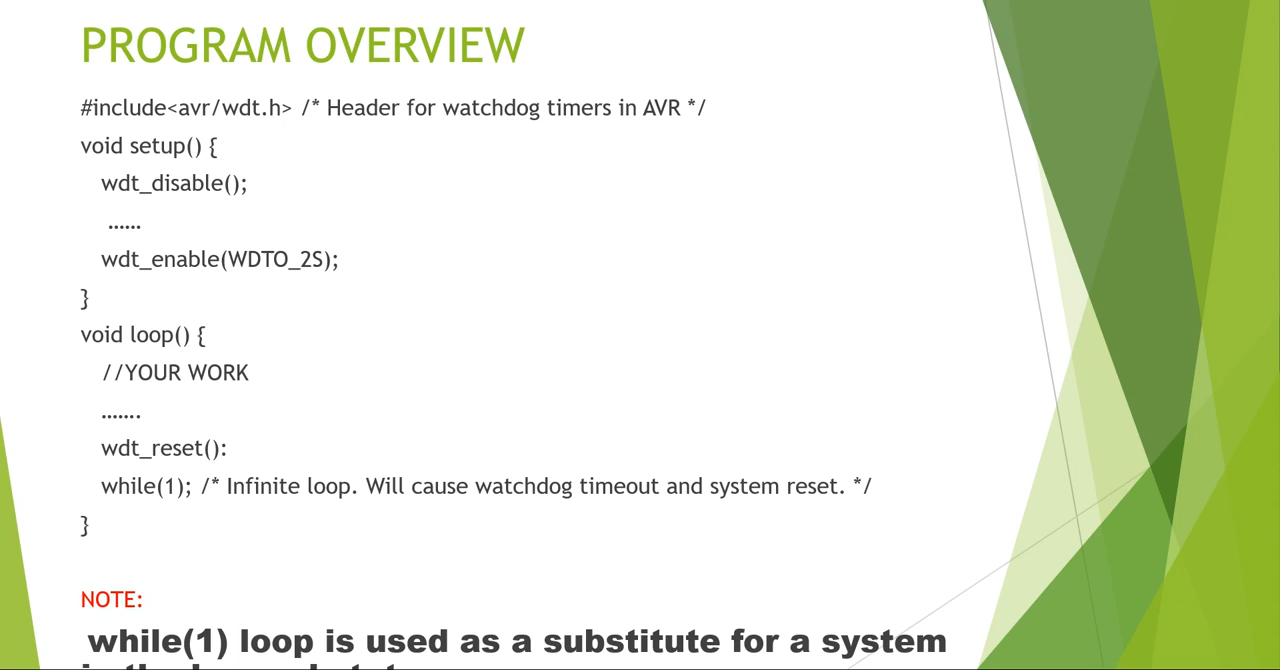 PROGRAM OVERVIEW
#include<avr/wdt.h> /* Header for watchdog timers in AVR */
void setup() {
wdt_disable();
......
wdt_enable(WDTO_2S);
}
void loop() {
//YOUR WORK
.......
wdt_reset():
while(1); /* Infinite loop. Will cause watchdog timeout and system reset. */
}
NOTE:
while(1) loop is used as a substitute for a system